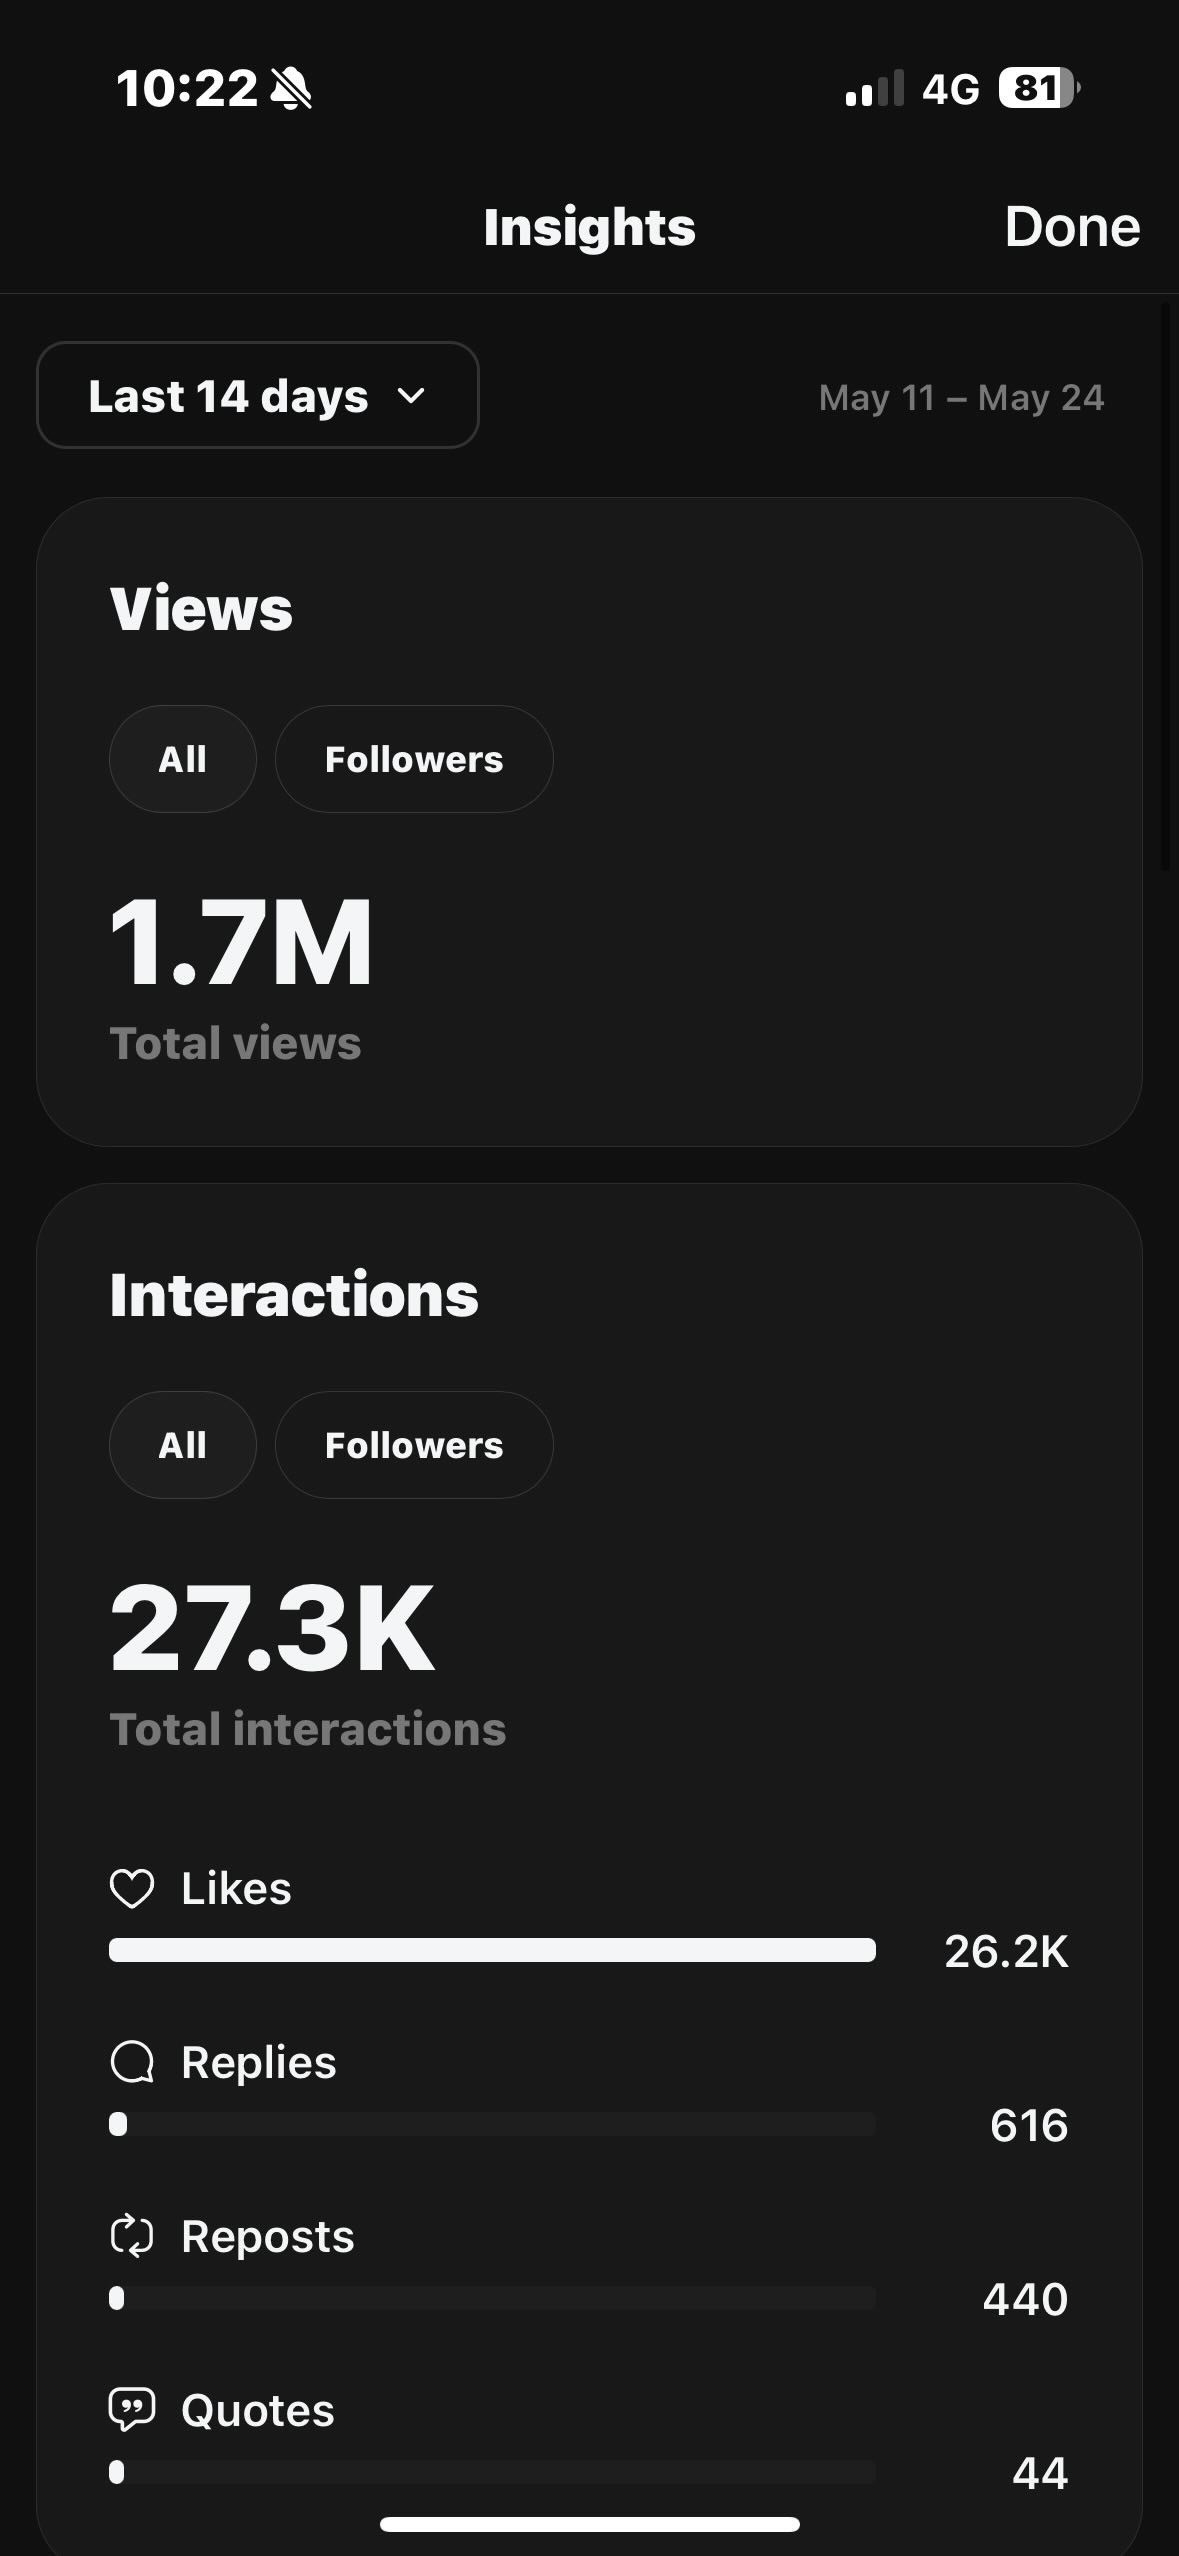 10:22
4G
81
Insights
Done
Last 14 days
May 11 – May 24
Views
All
Followers
1.7M
Total views
Interactions
All
Followers
27.3K
Total interactions
Likes
26.2K
Replies
616
Reposts
440
Quotes
44